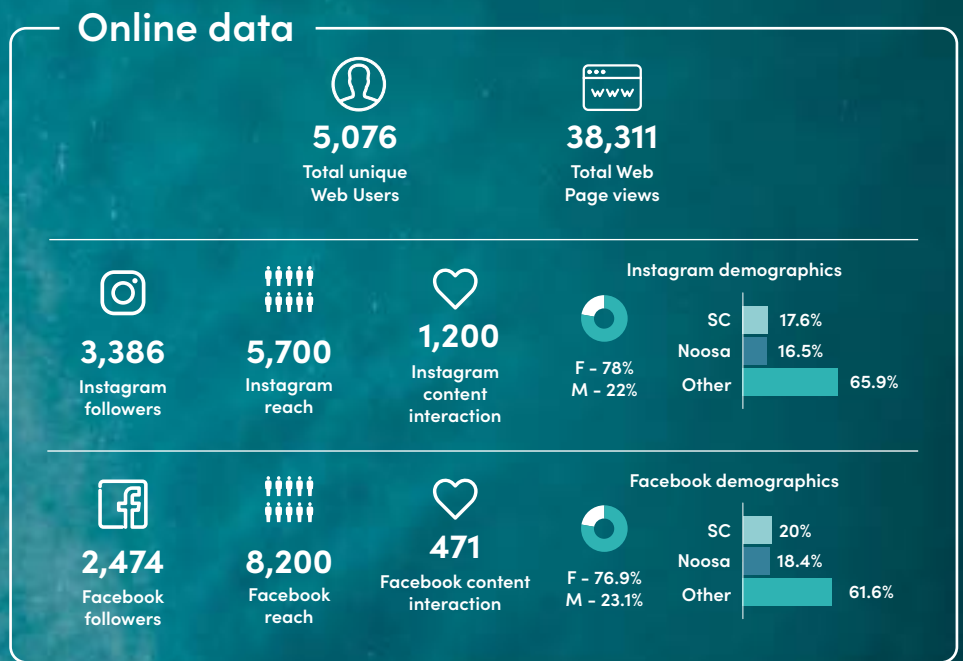 Online data
www
5,076
Total unique
Web Users
38,311
Total Web
Page views
3,386
Instagram
followers
5,700
Instagram
reach
1,200
Instagram
content
interaction
F - 78%
M - 22%
Instagram demographics
SC 17.6%
Noosa 16.5%
Other 65.9%
2,474
Facebook
followers
8,200
Facebook
reach
471
Facebook content
interaction
F - 76.9%
M - 23.1%
Facebook demographics
SC 20%
Noosa 18.4%
Other 61.6%